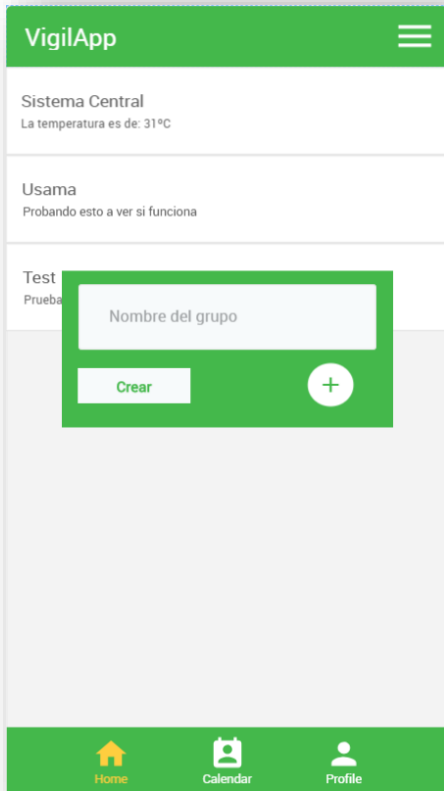 VigilApp
Sistema Central
La temperatura es de: 31ºC
Usama
Probando esto a ver si funciona
Test
Prueba
Nombre del grupo
Crear
Home
Calendar
Profile